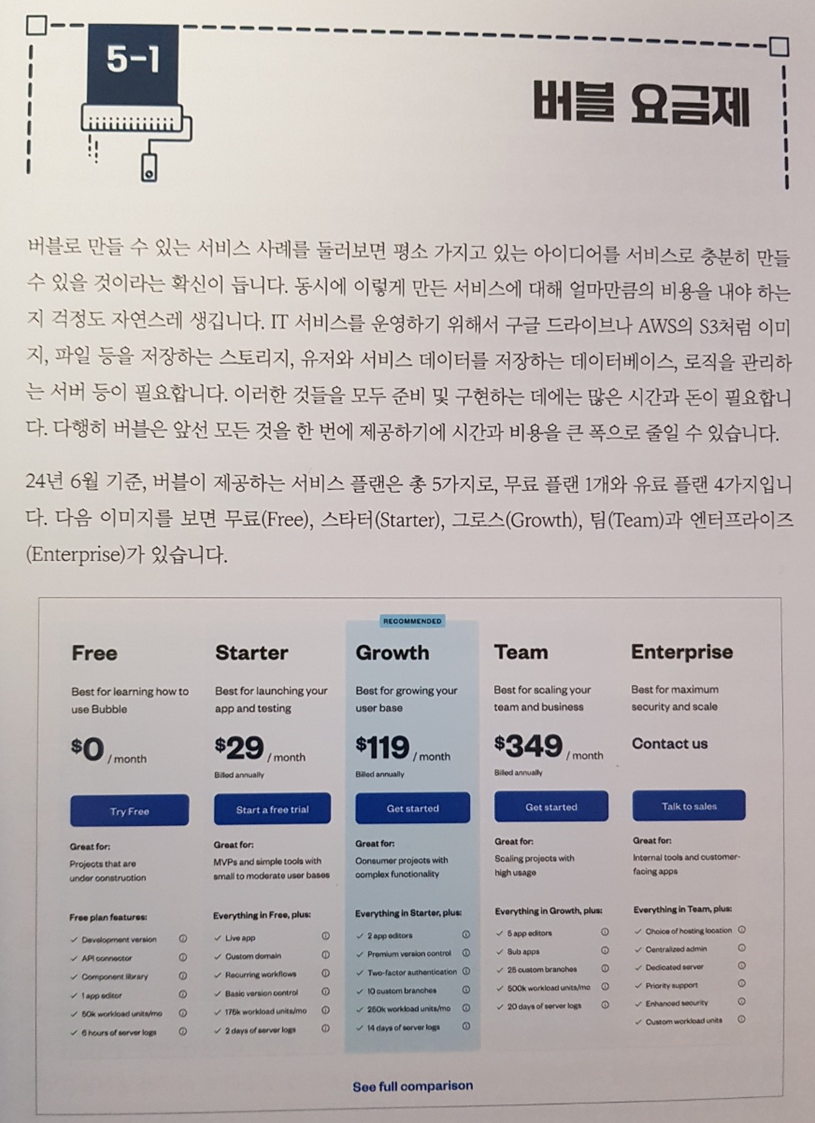 5-1
버블 요금제
버블로 만들 수 있는 서비스 사례를 둘러보면 평소 가지고 있는 아이디어를 서비스로 충분히 만들
수 있을 것이라는 확신이 듭니다. 동시에 이렇게 만든 서비스에 대해 얼마만큼의 비용을 내야 하는
지 걱정도 자연스레 생깁니다. IT 서비스를 운영하기 위해서 구글 드라이브나 AWS의 S3처럼 이미
지, 파일 등을 저장하는 스토리지, 유저와 서비스 데이터를 저장하는 데이터베이스, 로직을 관리하
는 서버 등이 필요합니다. 이러한 것들을 모두 준비 및 구현하는 데에는 많은 시간과 돈이 필요합니
다. 다행히 버블은 앞선 모든 것을 한 번에 제공하기에 시간과 비용을 큰 폭으로 줄일 수 있습니다.
24년 6월 기준, 버블이 제공하는 서비스 플랜은 총 5가지로, 무료 플랜 1개와 유료 플랜 4가지입니
다. 다음 이미지를 보면 무료(Free), 스타터(Starter), 그로스(Growth), 팀(Team)과 엔터프라이즈
(Enterprise)가 있습니다.
Free
Best for learning how to
use Bubble
$0 / month
Try Free
Great for:
Projects that are
under construction
Free plan features:
✓ Development version
✓ API connector
✓ Component library
✓ 1 app editor
✓ 50k workload units/mo
✓ 6 hours of server logs
Starter
Best for launching your
app and testing
$29 / month
Billed annually
Start a free trial
Great for:
MVPs and simple tools with
small to moderate user bases
Everything in Free, plus:
✓ Live app
✓ Custom domain
✓ Recurring workflows
✓ Basic version control
✓ 175k workload units/mo
✓ 2 days of server logs
RECOMMENDED
Growth
Best for growing your
user base
$119 / month
Billed annually
Get started
Great for:
Consumer projects with
complex functionality
Everything in Starter, plus:
✓ 2 app editors
✓ Premium version control
✓ Two-factor authentication
✓ 10 custom branches
✓ 250k workload units/mo
✓ 14 days of server logs
Team
Best for scaling your
team and business
$349 / month
Billed annually
Get started
Great for:
Scaling projects with
high usage
Everything in Growth, plus:
✓ 5 app editors
✓ Sub apps
✓ 25 custom branches
✓ 500k workload units/mo
✓ 20 days of server logs
Enterprise
Best for maximum
security and scale
Contact us
Talk to sales
Great for:
Internal tools and customer-
facing apps
Everything in Team, plus:
✓ Choice of hosting location
✓ Centralized admin
✓ Dedicated server
✓ Priority support
✓ Enhanced security
✓ Custom workload units
See full comparison